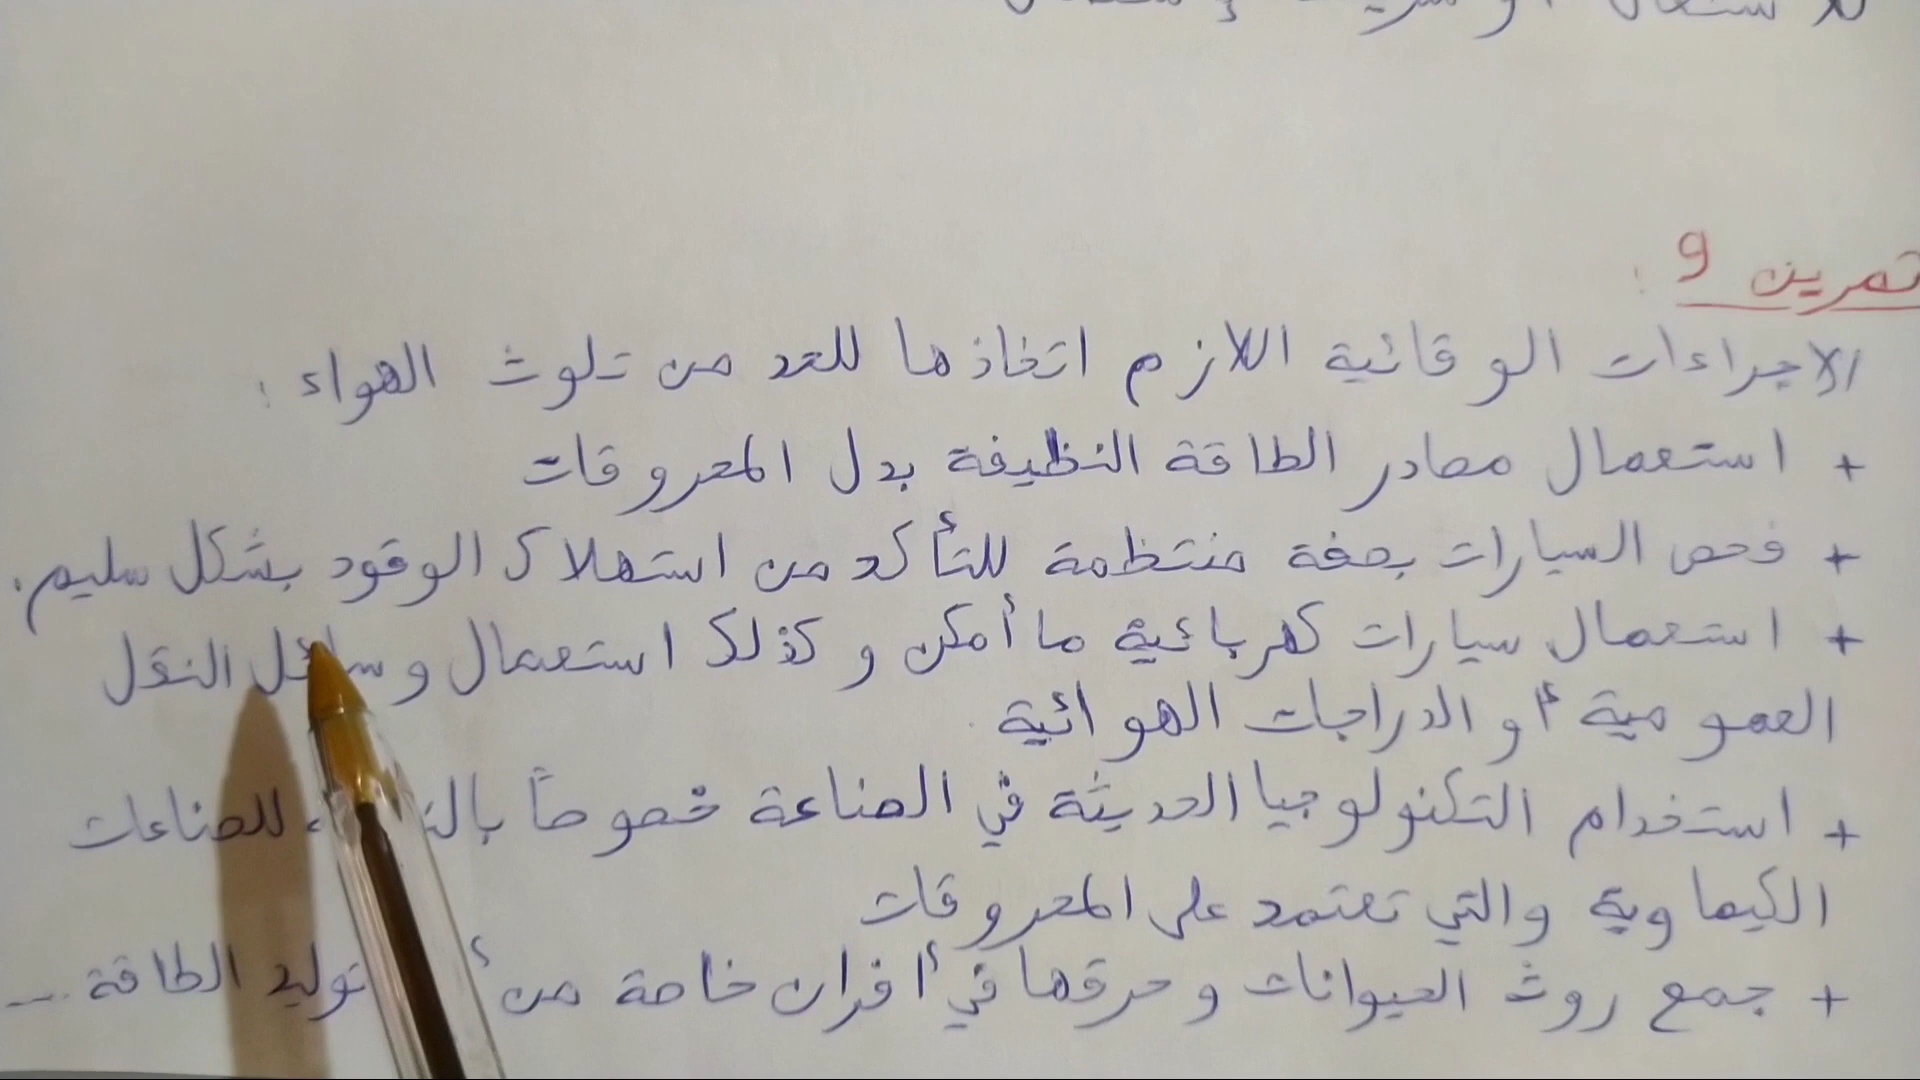 تمرين 9 :
الاجراءات الوقائية اللازم اتخاذها للحد من تلوث الهواء :
+ استعمال مصادر الطاقة النظيفة بدل المحروقات
+ فحص السيارات بصفة منتظمة للتأكد من استهلاك الوقود بشكل سليم.
+ استعمال سيارات كهربائية ما أمكن و كذلك استعمال وسائل النقل
العمومية أو الدراجات الهوائية.
+ استخدام التكنولوجيا الحديثة في الصناعة خصوصاً للصناعات
الكيماوية والتي تعتمد على المحروقات
+ جمع روث الحيوانات و حرقها في أفران خاصة من توليد الطاقة ...